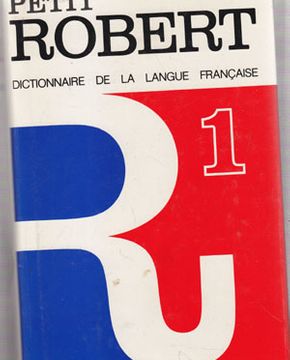 PETIT
ROBERT
DICTIONNAIRE DE LA LANGUE FRANÇAISE
1
R